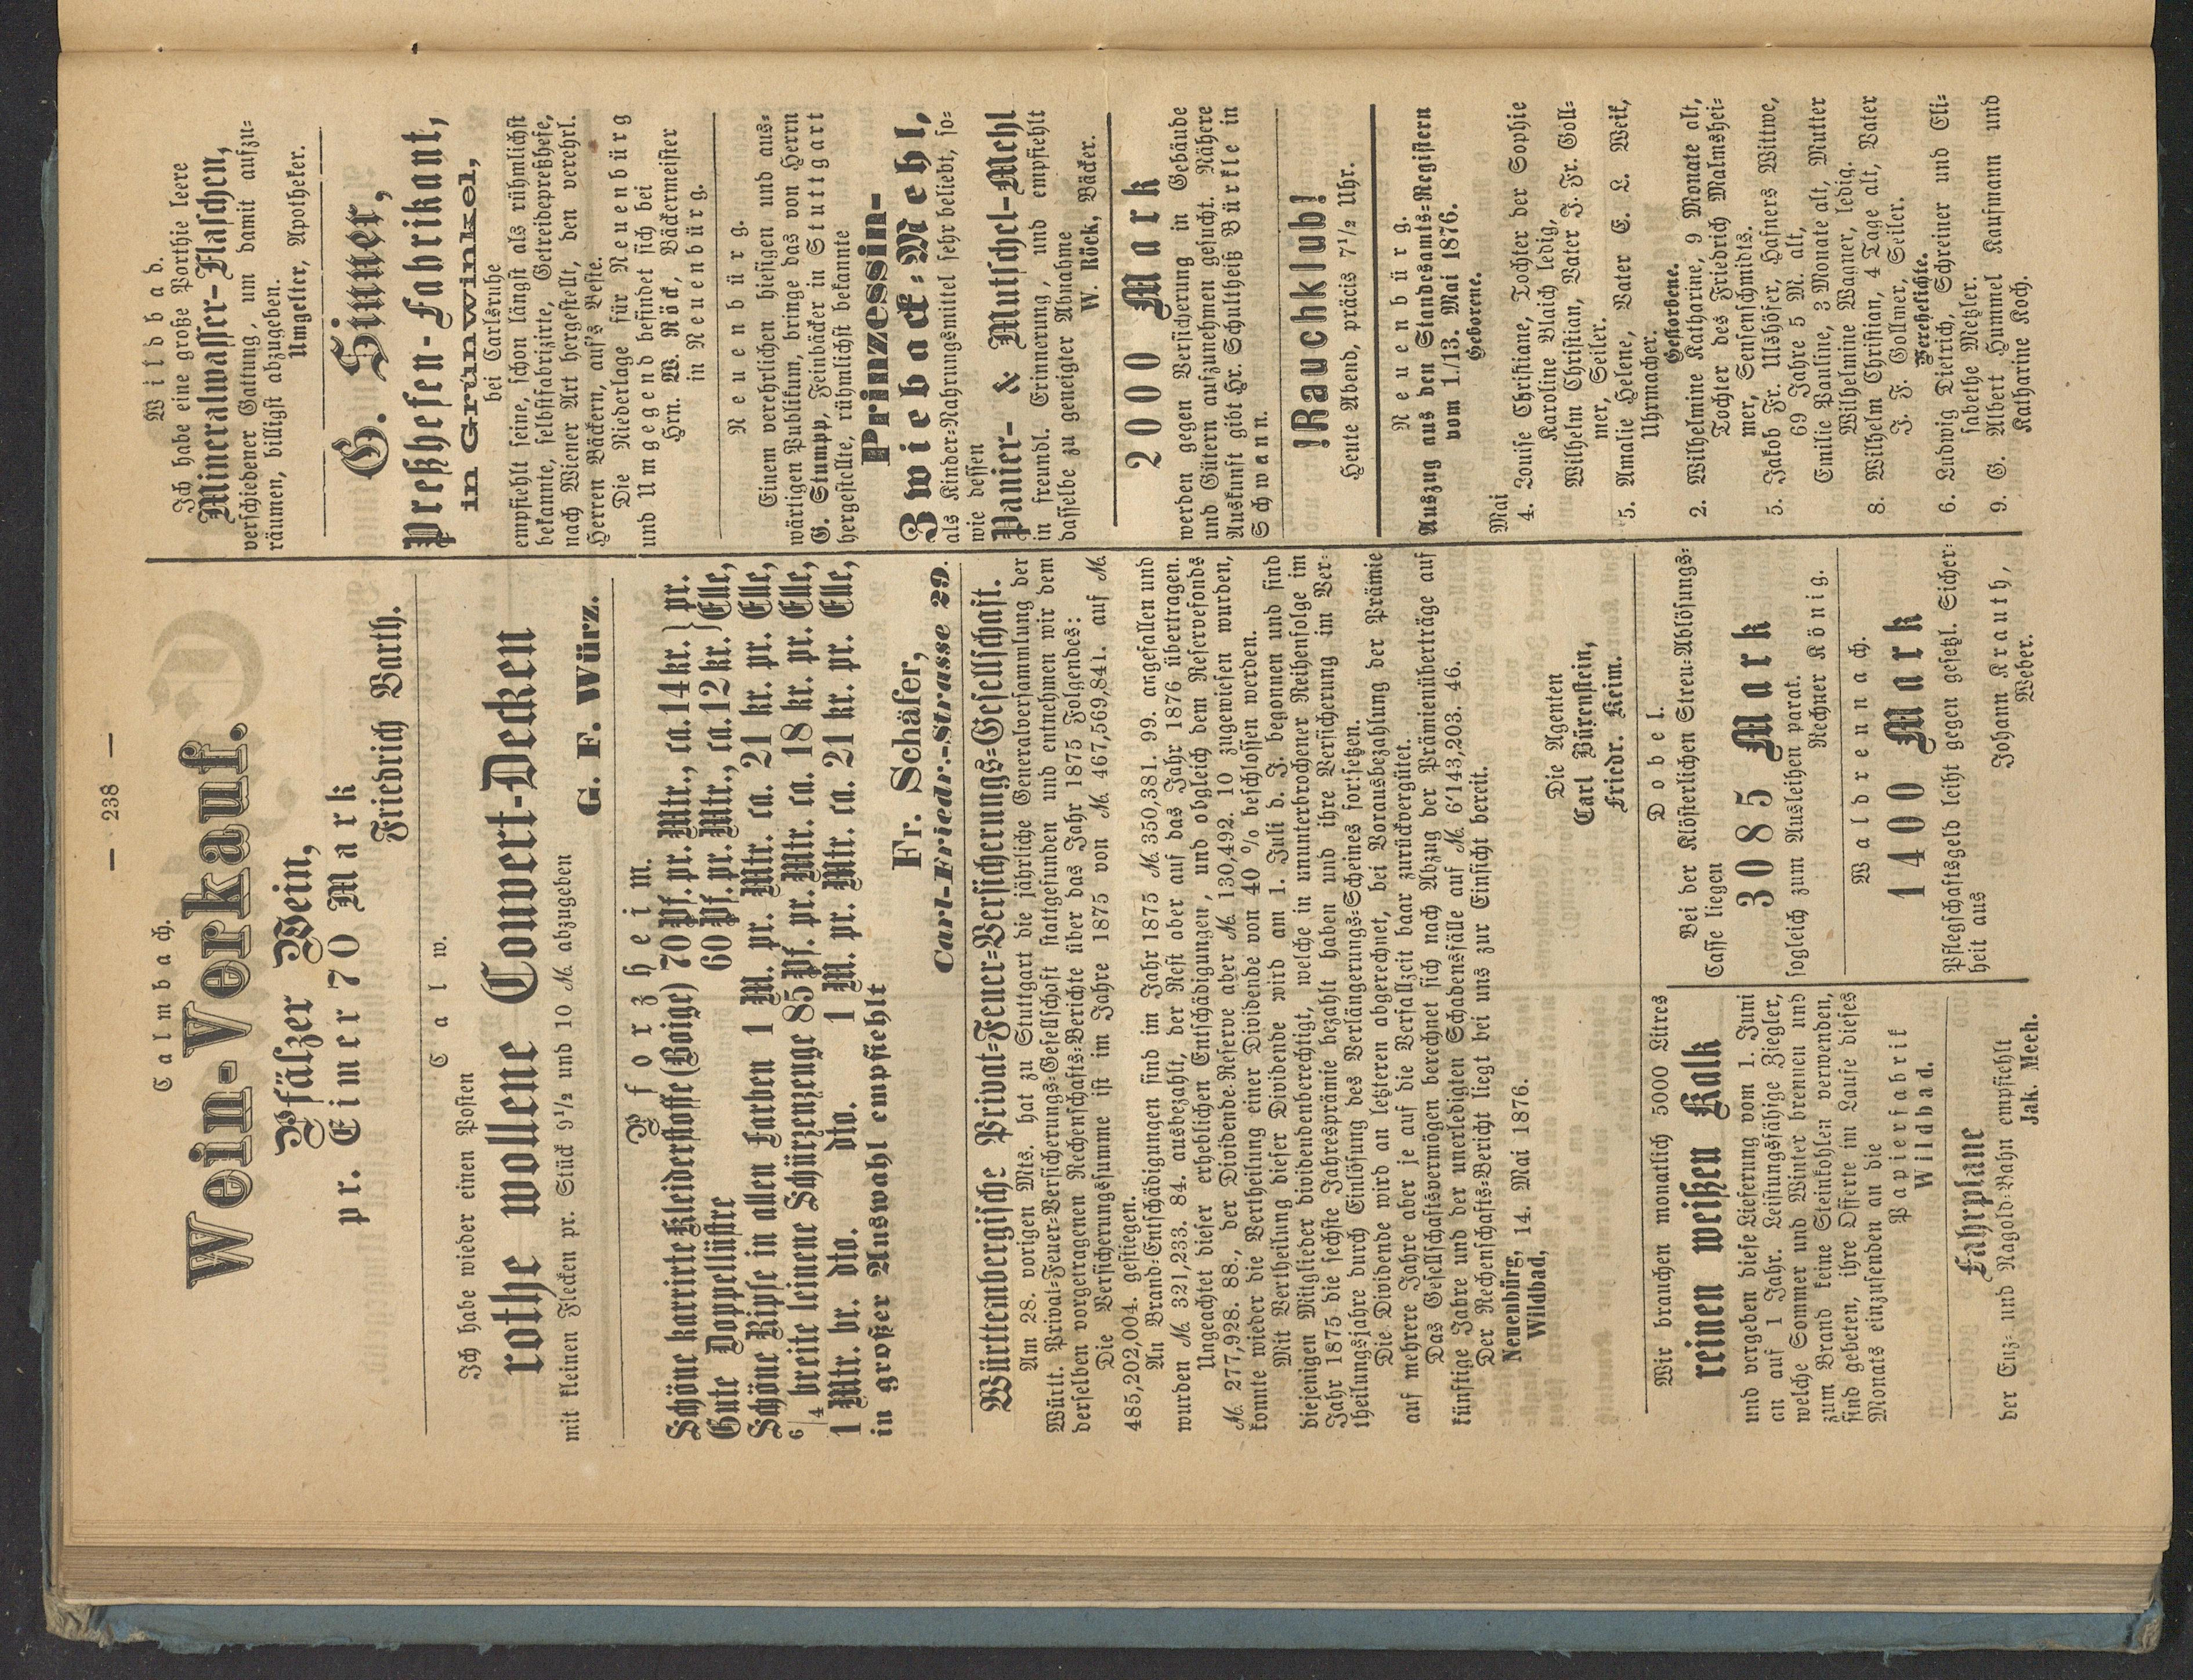 — 238 —
Calmbach.
Wein-Verkauf.
Pfälzer Wein,
pr. Eimer 70 Mark
Friedrich Barth.
Calw.
Ich habe wieder einen Posten
rothe wollene Couvert-Decken
mit kleinen Flecken pr. Stück 9½ und 10 M. abzugeben
G. F. Würz.
Pforzheim.
Schöne karrirte Kleiderstoffe (Boige) 70 Pf. pr. Mtr., ca. 14 kr. } pr.
Gute Doppellüstre 60 Pf. pr. Mtr., ca. 12 kr. } Elle,
Schöne Ripse in allen Farben 1 M. pr. Mtr. ca. 21 kr. pr. Elle,
6/4 breite leinene Schürzenzeuge 85 Pf. pr. Mtr. ca. 18 kr. pr. Elle,
1 Mtr. br. dto. dto. 1 M. pr. Mtr. ca. 21 kr. pr. Elle,
in großer Auswahl empfiehlt
Fr. Schäfer,
Carl-Friedr.-Strasse 29.
Württembergische Privat-Feuer-Versicherungs-Gesellschaft.
Am 28. vorigen Mts. hat zu Stuttgart die jährliche Generalversammlung der
Württ. Privat-Feuer-Versicherungs-Gesellschaft stattgefunden und entnehmen wir dem
derselben vorgetragenen Rechenschafts-Berichte über das Jahr 1875 Folgendes:
Die Versicherungssumme ist im Jahre 1875 von M. 467,569,841. auf M.
485,202,004. gestiegen.
An Brand-Entschädigungen sind im Jahr 1875 M. 350,381. 99. angefallen und
wurden M. 321,233. 84. ausbezahlt, der Rest aber auf das Jahr 1876 übertragen.
Ungeachtet dieser erheblichen Entschädigungen, und obgleich dem Reservefonds
M. 277,928. 88., der Dividende-Reserve aber M. 130,492. 10 zugewiesen wurden,
konnte wieder die Vertheilung einer Dividende von 40 % beschlossen werden.
Mit Vertheilung dieser Dividende wird am 1. Juli d. J. begonnen und sind
diejenigen Mitglieder dividendenberechtigt, welche in ununterbrochener Reihenfolge im
Jahr 1875 die sechste Jahresprämie bezahlt haben und ihre Versicherung im Ver-
theilungsjahre durch Einlösung des Verlängerungs-Scheines fortsetzen.
Die Dividende wird an letzteren abgerechnet, bei Vorausbezahlung der Prämie
auf mehrere Jahre aber je auf die Verfallzeit baar zurückvergütet.
Das Gesellschaftsvermögen berechnet sich nach Abzug der Prämienüberträge auf
künftige Jahre und der unerledigten Schadensfälle auf M. 6'143,203. 46.
Der Rechenschafts-Bericht liegt bei uns zur Einsicht bereit.
Neuenbürg,
Wildbad, 14. Mai 1876.
Die Agenten
Carl Bürenstein,
Friedr. Keim.
Wir brauchen monatlich 5000 Litres
reinen weißen Kalk
und vergeben diese Lieferung vom 1. Juni
an auf 1 Jahr. Leistungsfähige Ziegler,
welche Sommer und Winter brennen und
zum Brand keine Steinkohlen verwenden,
sind gebeten, ihre Offerte im Laufe dieses
Monats einzusenden an die
Papierfabrik
Wildbad.
Fahrplane
der Enz- und Nagold-Bahn empfiehlt
Jak. Meeh.
Dobel.
Bei der Klösterlichen Streu-Ablösungs-
Casse liegen
3085 Mark
sogleich zum Ausleihen parat.
Rechner König.
Waldrennach.
1400 Mark
Pflegschaftsgeld leiht gegen gesetzl. Sicher-
heit aus
Johann Krauth,
Weber.
Wildbad.
Ich habe eine große Parthie leere
Mineralwasser-Flaschen,
verschiedener Gattung, um damit aufzu-
räumen, billigst abzugeben.
Umgelter, Apotheker.
G. Sinner,
Preßhefen-Fabrikant,
in Grünwinkel,
bei Carlsruhe
empfiehlt seine, schon längst als rühmlichst
bekannte, selbstfabrizirte, Getreidepreßhefe,
nach Wiener Art hergestellt, den verehrl.
Herren Bäckern, auf's Beste.
Die Niederlage für Neuenbürg
und Umgegend befindet sich bei
Hrn. W. Röck, Bäckermeister
in Neuenbürg.
Neuenbürg.
Einem verehrlichen hiesigen und aus-
wärtigen Publikum, bringe das von Herrn
G. Stumpp, Feinbäcker in Stuttgart
hergestellte, rühmlichst bekannte
Prinzessin-
Zwieback-Mehl,
als Kinder-Nahrungsmittel sehr beliebt, so-
wie dessen
Panier- & Mutschel-Mehl
in freundl. Erinnerung, und empfiehlt
dasselbe zu geneigter Abnahme
W. Röck, Bäcker.
2000 Mark
werden gegen Versicherung in Gebäude
und Gütern aufzunehmen gesucht. Nähere
Auskunft gibt Hr. Schultheiß Bürkle in
Schwann.
!Rauchklub!
Heute Abend, präcis 7½ Uhr.
Neuenbürg.
Auszug aus den Standesamts-Registern
vom 1./13. Mai 1876.
Geborene.
Mai
4. Louise Christiane, Tochter der Sophie
Karoline Blaich ledig,
Wilhelm Christian, Vater J. Fr. Goll-
mer, Seiler.
5. Amalie Helene, Vater E. L. Weik,
Uhrmacher.
Gestorbene.
2. Wilhelmine Katharine, 9 Monate alt,
Tochter des Friedrich Malmshei-
mer, Sensenschmidts.
5. Jakob Fr. Ulshöfer, Hafners Wittwe,
69 Jahre 5 M. alt,
Emilie Pauline, 3 Monate alt, Mutter
Wilhelmine Wagner, ledig.
8. Wilhelm Christian, 4 Tage alt, Vater
J. F. Gollmer, Seiler.
Verehelichte.
6. Ludwig Dietrich, Schreiner und Eli-
sabethe Metzler.
9. G. Albert Hummel Kaufmann und
Katharine Koch.